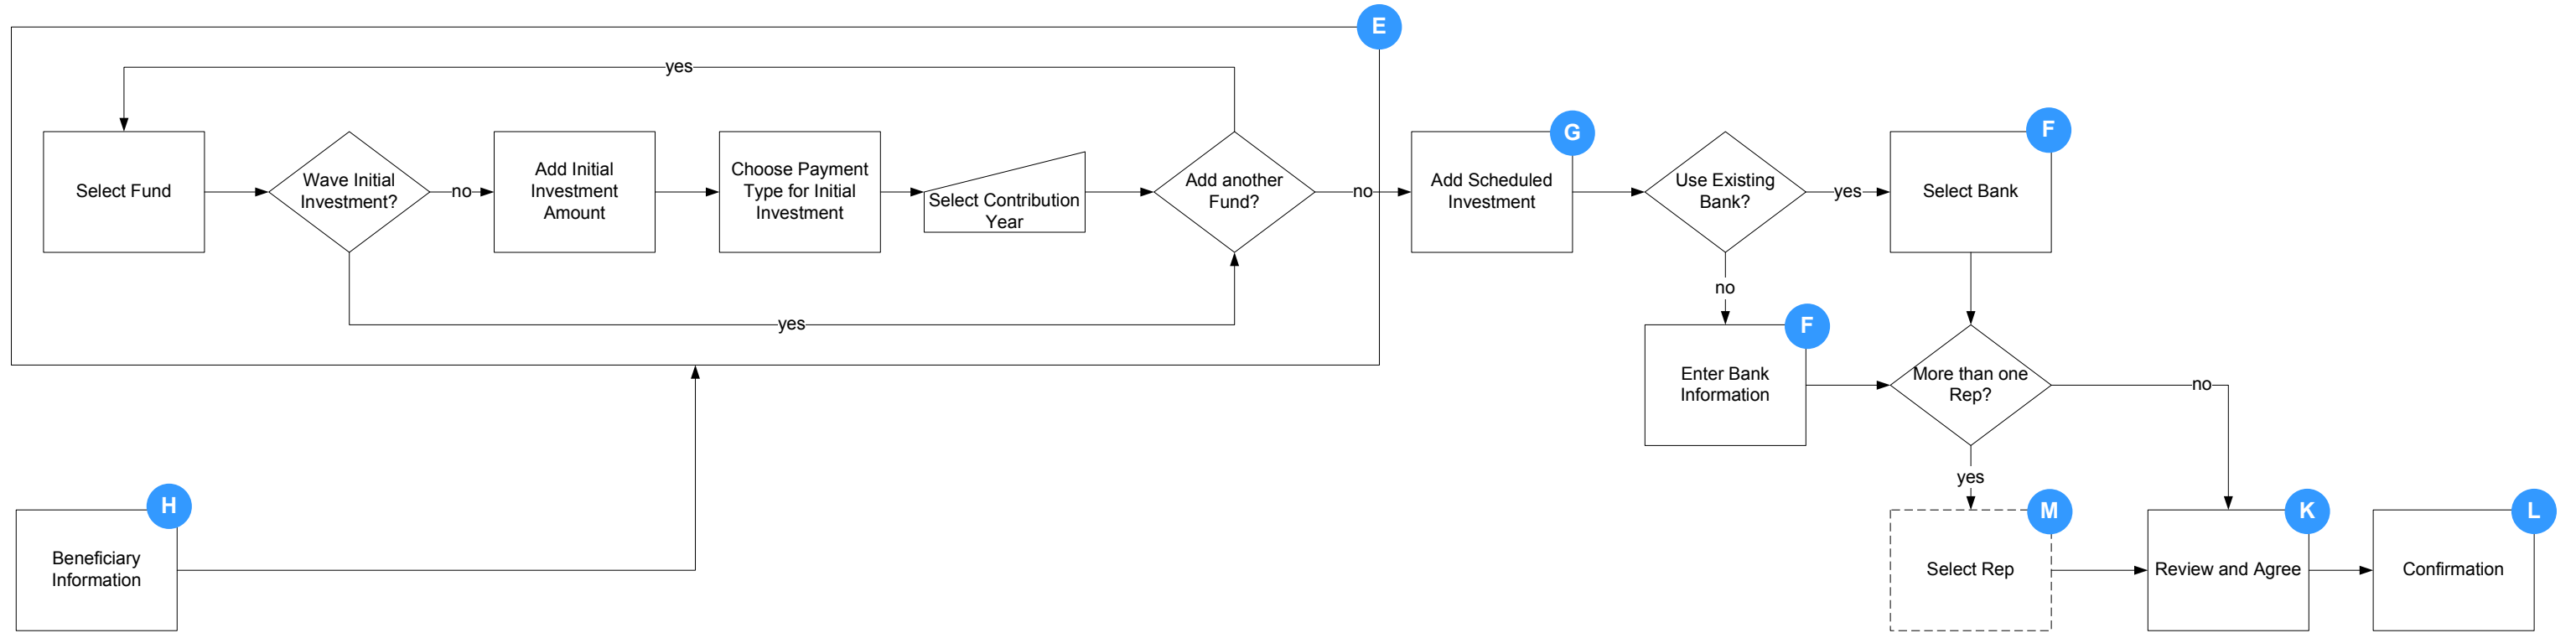 E
yes
Select Fund
Wave Initial
Investment?
no
Add Initial
Investment
Amount
Choose Payment
Type for Initial
Investment
Select Contribution
Year
Add another
Fund?
no
yes
G
Add Scheduled
Investment
Use Existing
Bank?
yes
F
Select Bank
no
F
Enter Bank
Information
More than one
Rep?
no
yes
H
Beneficiary
Information
M
Select Rep
K
Review and Agree
L
Confirmation